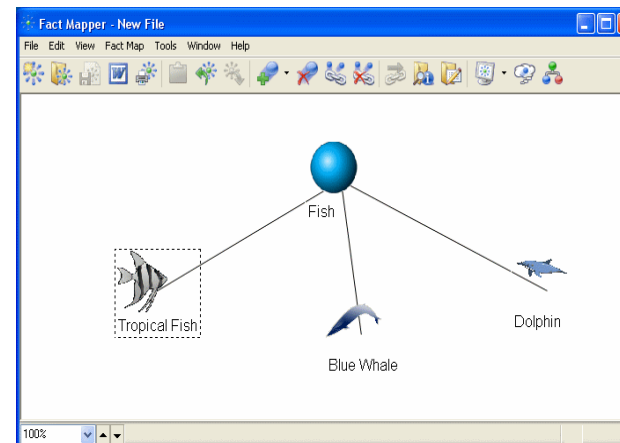 Fact Mapper - New File
File Edit View Fact Map Tools Window Help
Fish
Tropical Fish
Dolphin
Blue Whale
100%